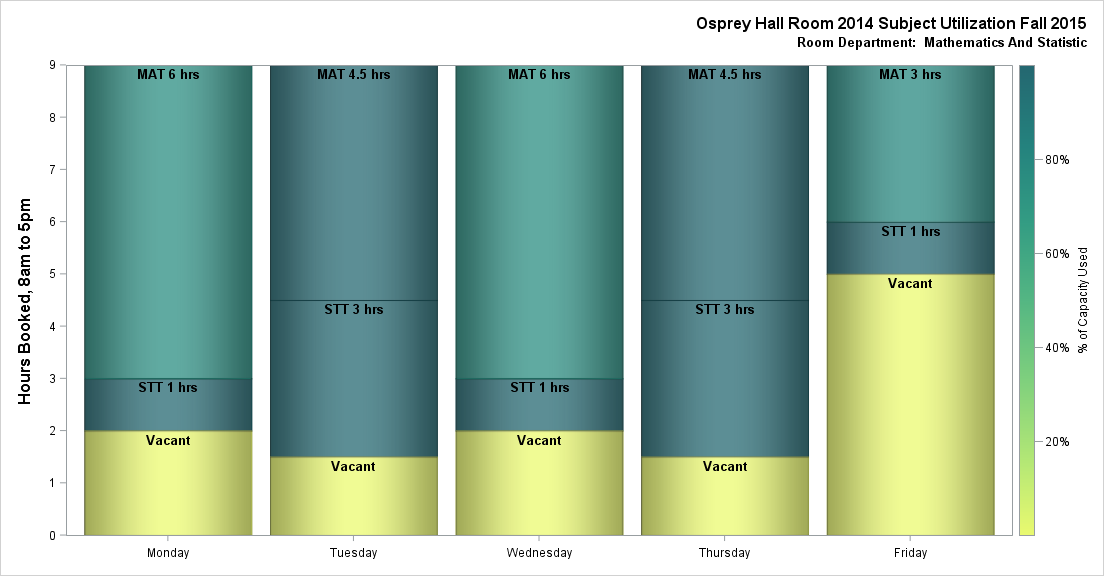 Osprey Hall Room 2014 Subject Utilization Fall 2015
Room Department:  Mathematics And Statistic
Hours Booked, 8am to 5pm
9
8
7
6
5
4
3
2
1
0
MAT 6 hrs
STT 1 hrs
Vacant
MAT 4.5 hrs
STT 3 hrs
Vacant
MAT 6 hrs
STT 1 hrs
Vacant
MAT 4.5 hrs
STT 3 hrs
Vacant
MAT 3 hrs
STT 1 hrs
Vacant
Monday
Tuesday
Wednesday
Thursday
Friday
80%
60%
40%
20%
% of Capacity Used